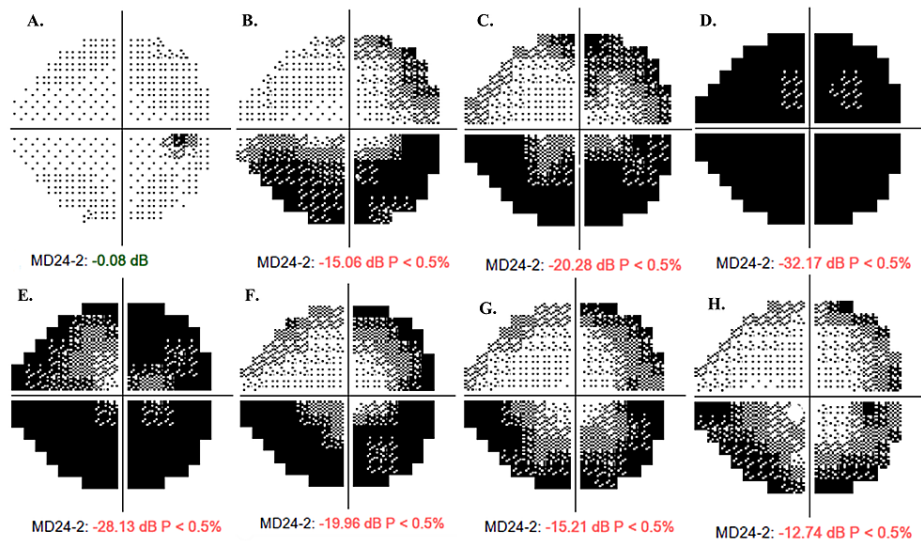 A. B. C. D.
MD24-2: -0.08 dB MD24-2: -15.06 dB P < 0.5% MD24-2: -20.28 dB P < 0.5% MD24-2: -32.17 dB P < 0.5%
E. F. G. H.
MD24-2: -28.13 dB P < 0.5% MD24-2: -19.96 dB P < 0.5% MD24-2: -15.21 dB P < 0.5% MD24-2: -12.74 dB P < 0.5%